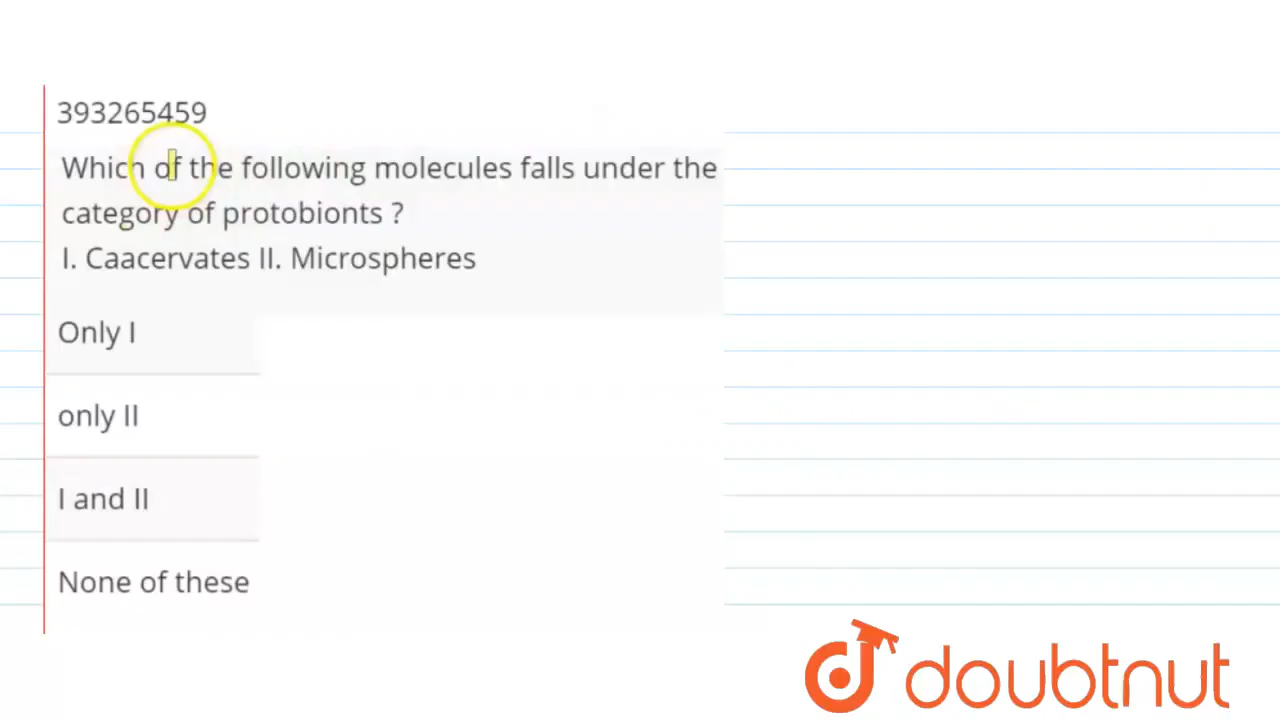 393265459
Which of the following molecules falls under the
category of protobionts ?
I. Caacervates II. Microspheres
Only I
only II
I and II
None of these
doubtnut